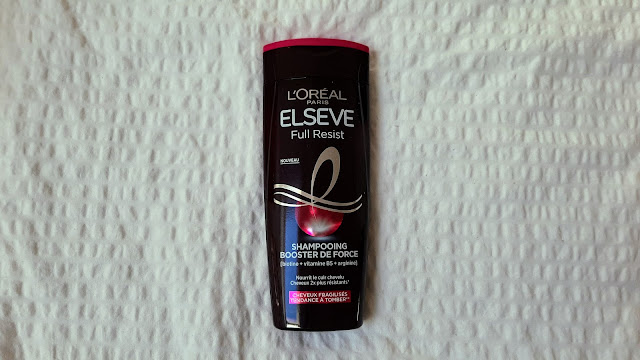 L'ORÉAL
PARIS
ELSEVE
Full Resist
NOUVEAU
SHAMPOOING
BOOSTER DE FORCE
[biotine + vitamine B5 + arginine]
Nourrit le cuir chevelu
Cheveux 2x plus résistants*
CHEVEUX FRAGILISÉS
TENDANCE À TOMBER**